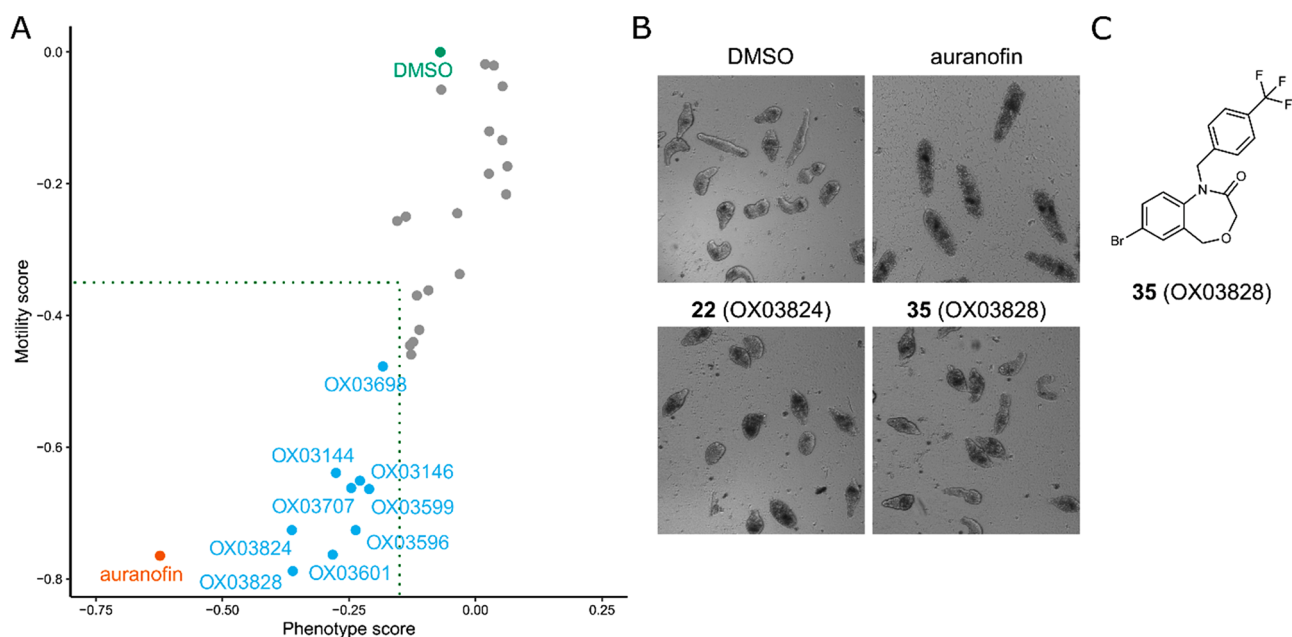 A
Motility score
0.0
−0.2
−0.4
−0.6
−0.8
DMSO
OX03698
OX03144
OX03146
OX03707
OX03599
OX03824
OX03596
auranofin
OX03601
OX03828
−0.75
−0.50
−0.25
0.00
0.25
Phenotype score
B
DMSO
auranofin
22 (OX03824)
35 (OX03828)
C
F
F
F
N
O
Br
O
35 (OX03828)